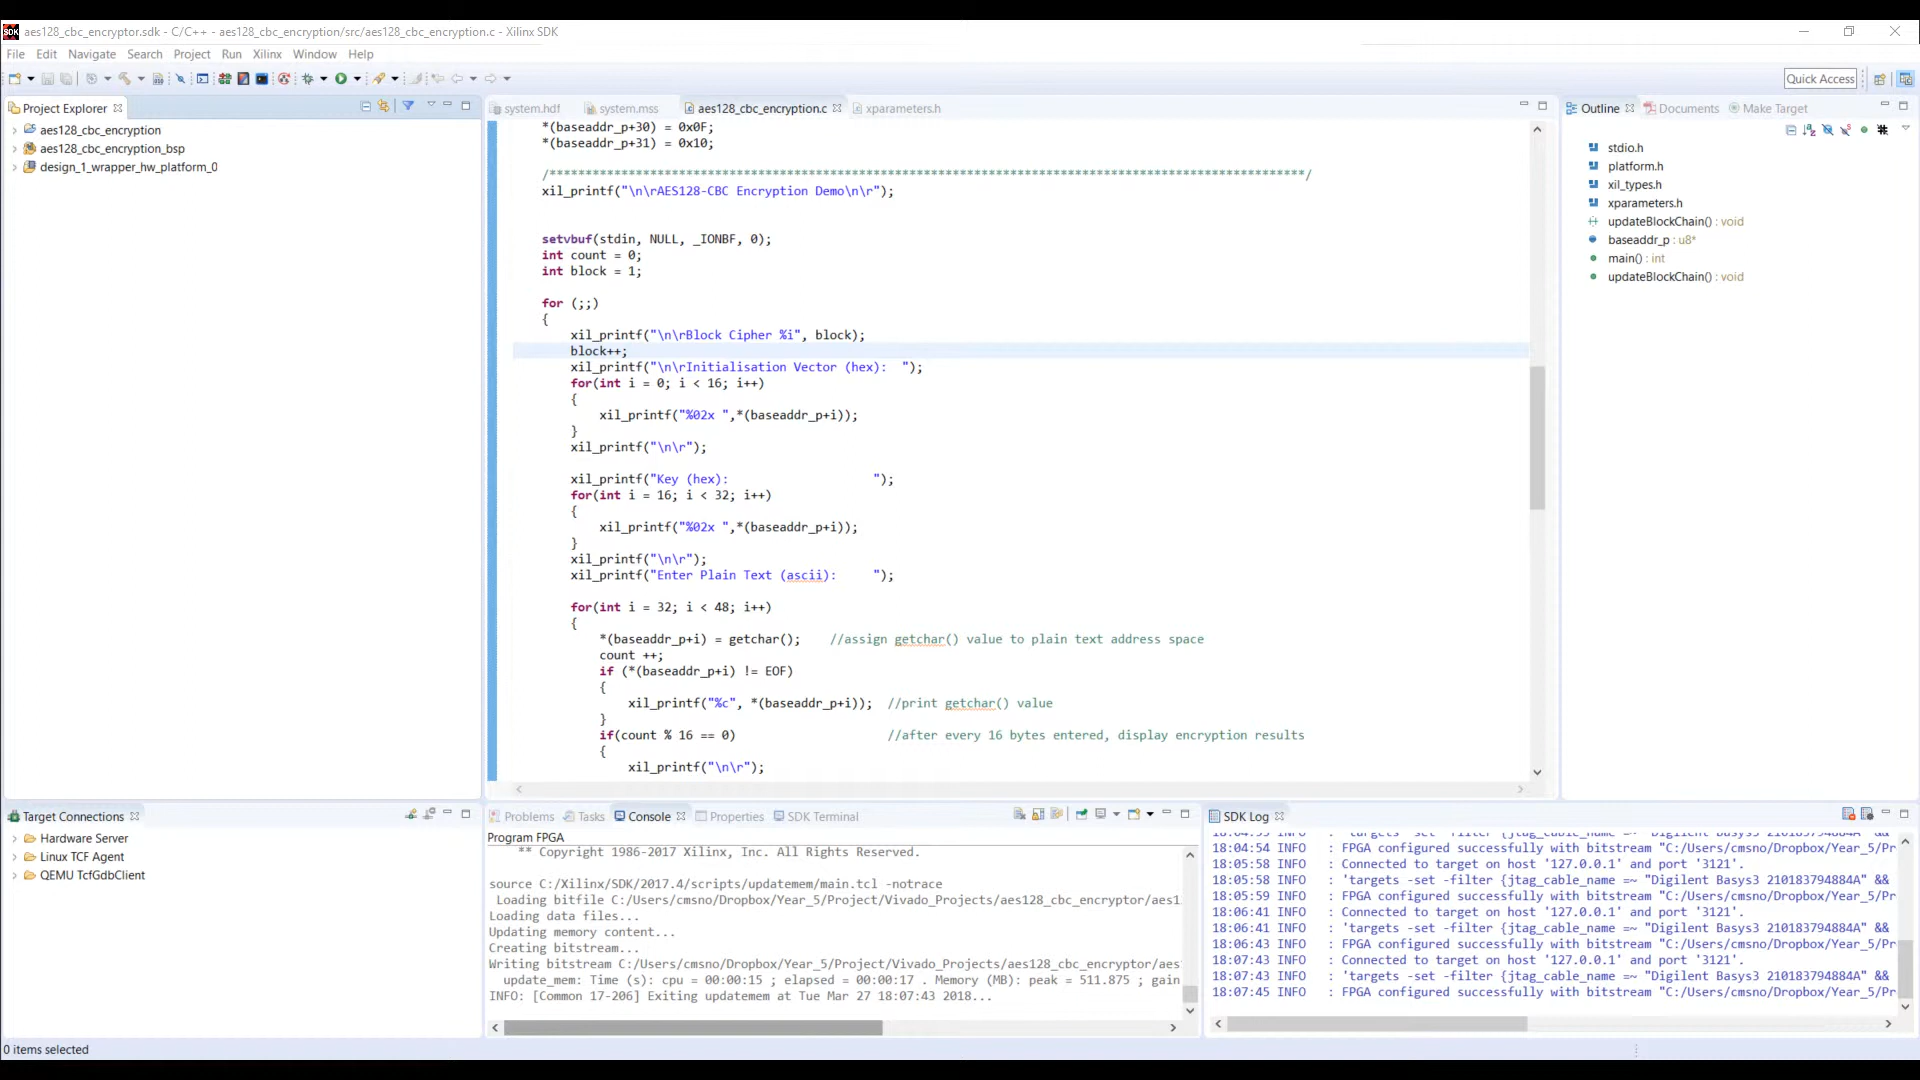 aes128_cbc_encryptor.sdk - C/C++ - aes128_cbc_encryption/src/aes128_cbc_encryption.c - Xilinx SDK
File Edit Navigate Search Project Run Xilinx Window Help
Quick Access
Project Explorer
aes128_cbc_encryption
aes128_cbc_encryption_bsp
design_1_wrapper_hw_platform_0
system.hdf system.mss aes128_cbc_encryption.c xparameters.h
*(baseaddr_p+30) = 0x0F;
*(baseaddr_p+31) = 0x10;
xil_printf("\n\rAES128-CBC Encryption Demo\n\r");
setvbuf(stdin, NULL, _IONBF, 0);
int count = 0;
int block = 1;
for (;;)
{
xil_printf("\n\rBlock Cipher %i", block);
block++;
xil_printf("\n\rInitialisation Vector (hex):  ");
for(int i = 0; i < 16; i++)
{
xil_printf("%02x ",*(baseaddr_p+i));
}
xil_printf("\n\r");
xil_printf("Key (hex):                    ");
for(int i = 16; i < 32; i++)
{
xil_printf("%02x ",*(baseaddr_p+i));
}
xil_printf("\n\r");
xil_printf("Enter Plain Text (ascii):     ");
for(int i = 32; i < 48; i++)
{
*(baseaddr_p+i) = getchar();    //assign getchar() value to plain text address space
count ++;
if (*(baseaddr_p+i) != EOF)
{
xil_printf("%c", *(baseaddr_p+i));  //print getchar() value
}
if(count % 16 == 0)                     //after every 16 bytes entered, display encryption results
{
xil_printf("\n\r");
Outline Documents Make Target
stdio.h
platform.h
xil_types.h
xparameters.h
updateBlockChain() : void
baseaddr_p : u8*
main() : int
updateBlockChain() : void
Target Connections
Hardware Server
Linux TCF Agent
QEMU TcfGdbClient
Problems Tasks Console Properties SDK Terminal
Program FPGA
** Copyright 1986-2017 Xilinx, Inc. All Rights Reserved.
source C:/Xilinx/SDK/2017.4/scripts/updatemem/main.tcl -notrace
Loading bitfile C:/Users/cmsno/Dropbox/Year_5/Project/Vivado_Projects/aes128_cbc_encryptor/aes1
Loading data files...
Updating memory content...
Creating bitstream...
Writing bitstream C:/Users/cmsno/Dropbox/Year_5/Project/Vivado_Projects/aes128_cbc_encryptor/aes
update_mem: Time (s): cpu = 00:00:15 ; elapsed = 00:00:17 . Memory (MB): peak = 511.875 ; gain
INFO: [Common 17-206] Exiting updatemem at Tue Mar 27 18:07:43 2018...
SDK Log
18:04:54 INFO : FPGA configured successfully with bitstream "C:/Users/cmsno/Dropbox/Year_5/Pr
18:05:58 INFO : Connected to target on host '127.0.0.1' and port '3121'.
18:05:58 INFO : 'targets -set -filter {jtag_cable_name =~ "Digilent Basys3 210183794884A" &&
18:05:59 INFO : FPGA configured successfully with bitstream "C:/Users/cmsno/Dropbox/Year_5/Pr
18:06:41 INFO : Connected to target on host '127.0.0.1' and port '3121'.
18:06:41 INFO : 'targets -set -filter {jtag_cable_name =~ "Digilent Basys3 210183794884A" &&
18:06:43 INFO : FPGA configured successfully with bitstream "C:/Users/cmsno/Dropbox/Year_5/Pr
18:07:43 INFO : Connected to target on host '127.0.0.1' and port '3121'.
18:07:43 INFO : 'targets -set -filter {jtag_cable_name =~ "Digilent Basys3 210183794884A" &&
18:07:45 INFO : FPGA configured successfully with bitstream "C:/Users/cmsno/Dropbox/Year_5/Pr
0 items selected